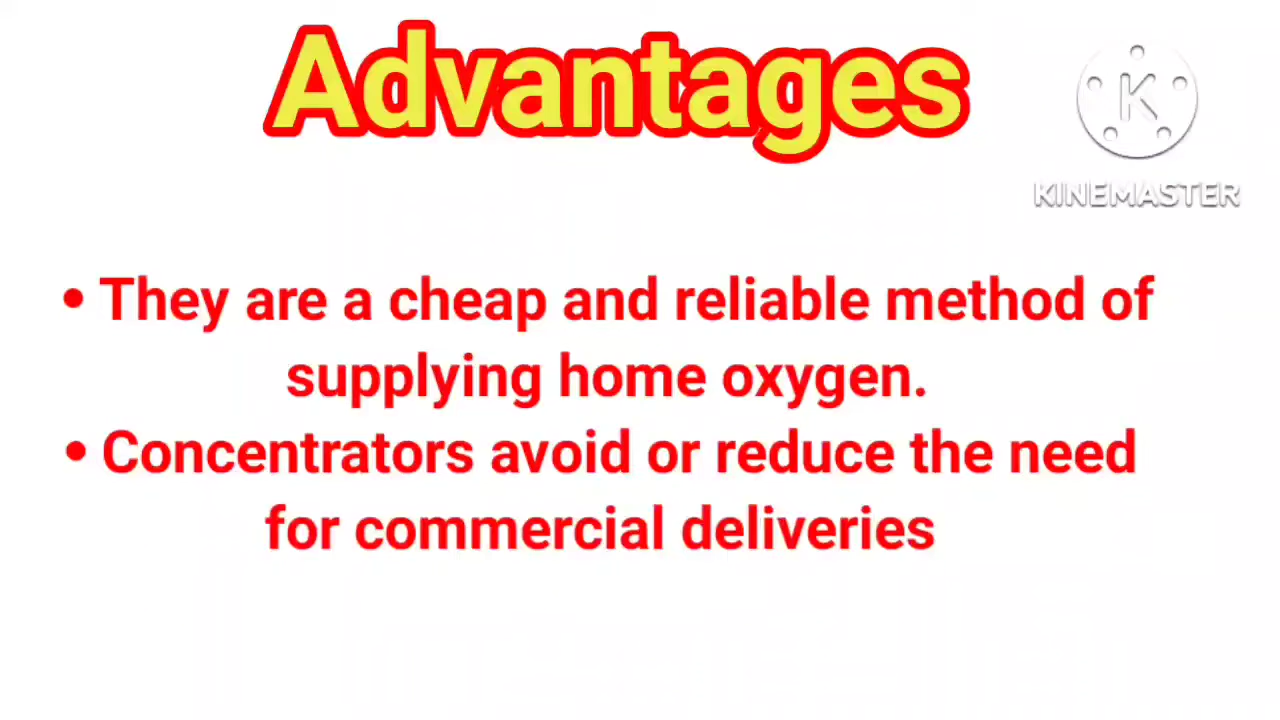 Advantages
K
KINEMASTER
• They are a cheap and reliable method of
supplying home oxygen.
• Concentrators avoid or reduce the need
for commercial deliveries